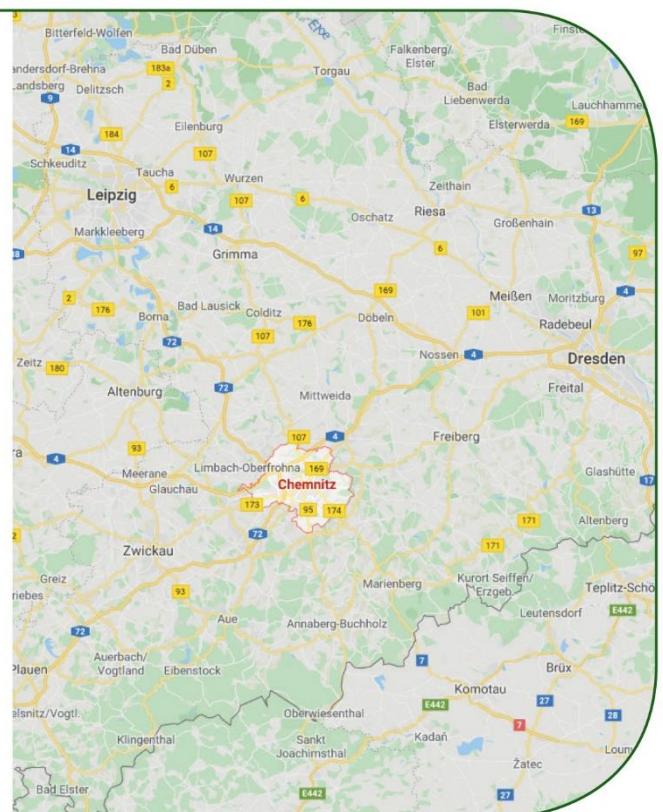 Bitterfeld-Wolfen
Elbe
Finste
Bad Düben
Falkenberg/
Elster
andersdorf-Brehna
183a
Torgau
Landsberg
Delitzsch
2
Bad
Liebenwerda
9
Lauchhamme
Eilenburg
Elsterwerda
169
184
14
107
Schkeuditz
Taucha
6
Wurzen
Zeithain
Leipzig
107
6
Oschatz
Riesa
13
Großenhain
Markkleeberg
14
6
97
Grimma
169
4
2
176
Borna
Bad Lausick
Colditz
176
Döbeln
101
Meißen
Moritzburg
107
Radebeul
72
Nossen
4
Dresden
Zeitz
180
Altenburg
72
Mittweida
Freital
107
4
Freiberg
93
4
Meerane
Limbach-Oberfrohna
169
Glashütte
Glauchau
Chemnitz
17
173
95
174
171
Altenberg
72
Zwickau
171
Greiz
93
Marienberg
Kurort Seiffen/
Erzgeb.
Teplitz-Schö
riebes
Aue
Annaberg-Buchholz
Leutensdorf
E442
72
Auerbach/
Vogtland
Eibenstock
7
Brüx
Plauen
Komotau
elsnitz/Vogtl.
Oberwiesenthal
E442
27
28
Klingenthal
Sankt
Joachimsthal
Kadaň
7
Loun
Žatec
Bad Elster
E442
27